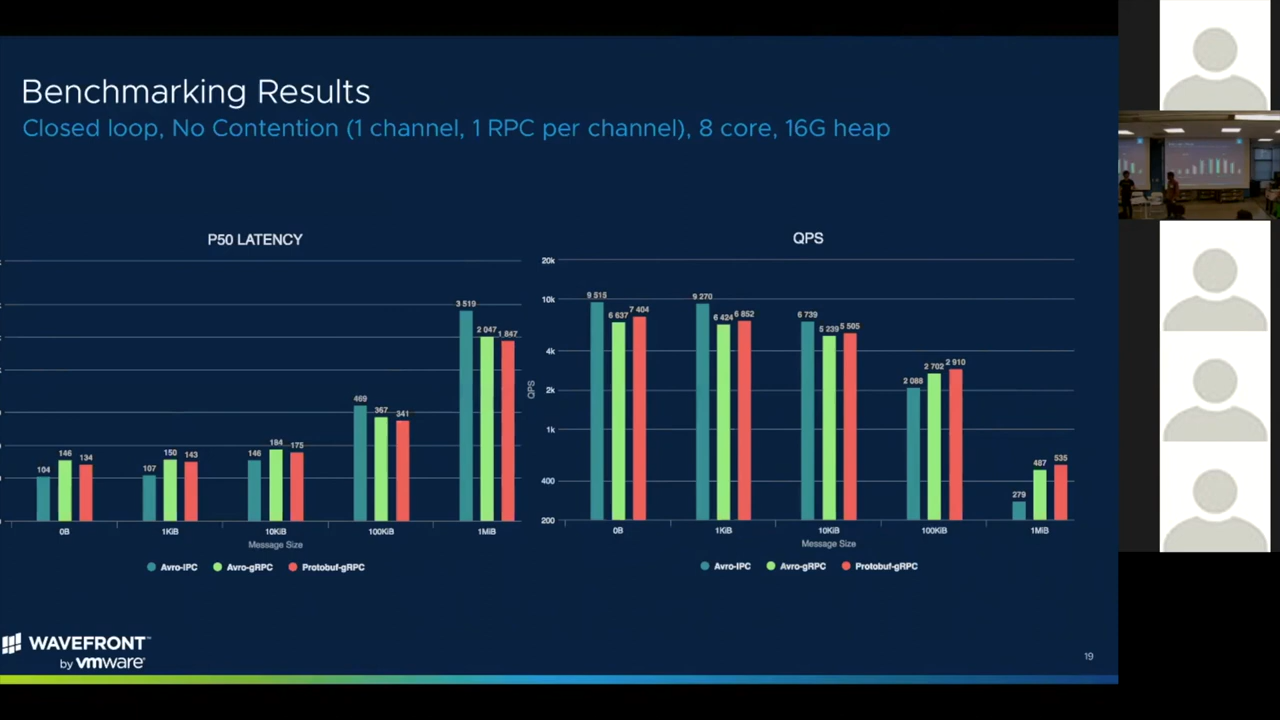 Benchmarking Results
Closed loop, No Contention (1 channel, 1 RPC per channel), 8 core, 16G heap
P50 LATENCY
3 519
2 047
1 847
469
367
341
104
146
134
107
150
143
146
184
175
0B
1KiB
10KiB
100KiB
1MiB
Message Size
Avro-IPC
Avro-gRPC
Protobuf-gRPC
QPS
20k
10k
4k
2k
1k
400
200
QPS
9 515
6 637
7 404
9 270
6 424
6 852
6 739
5 239
5 505
2 088
2 702
2 910
279
487
535
0B
1KiB
10KiB
100KiB
1MiB
Message Size
Avro-IPC
Avro-gRPC
Protobuf-gRPC
WAVEFRONT™
by vmware®
19